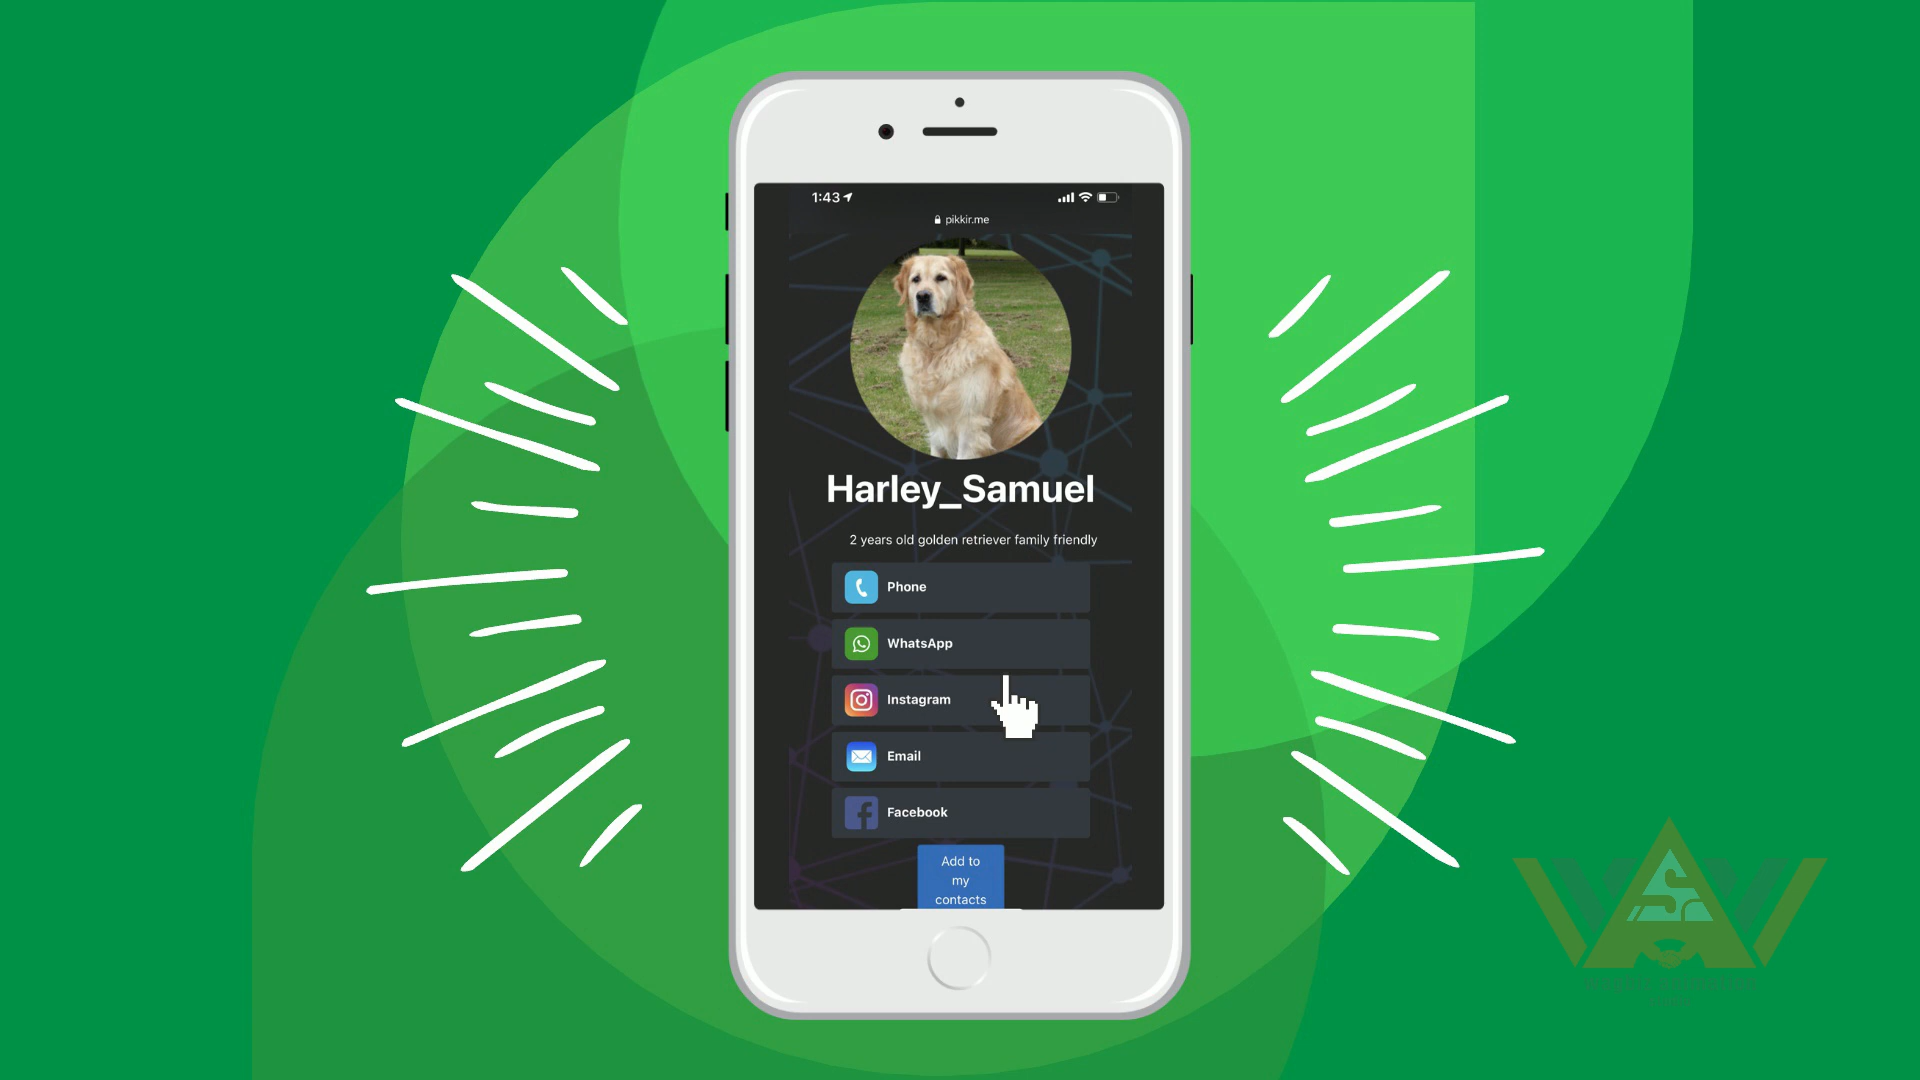 1:43
pikkir.me
Harley_Samuel
2 years old golden retriever family friendly
Phone
WhatsApp
Instagram
Email
Facebook
Add to
my
contacts